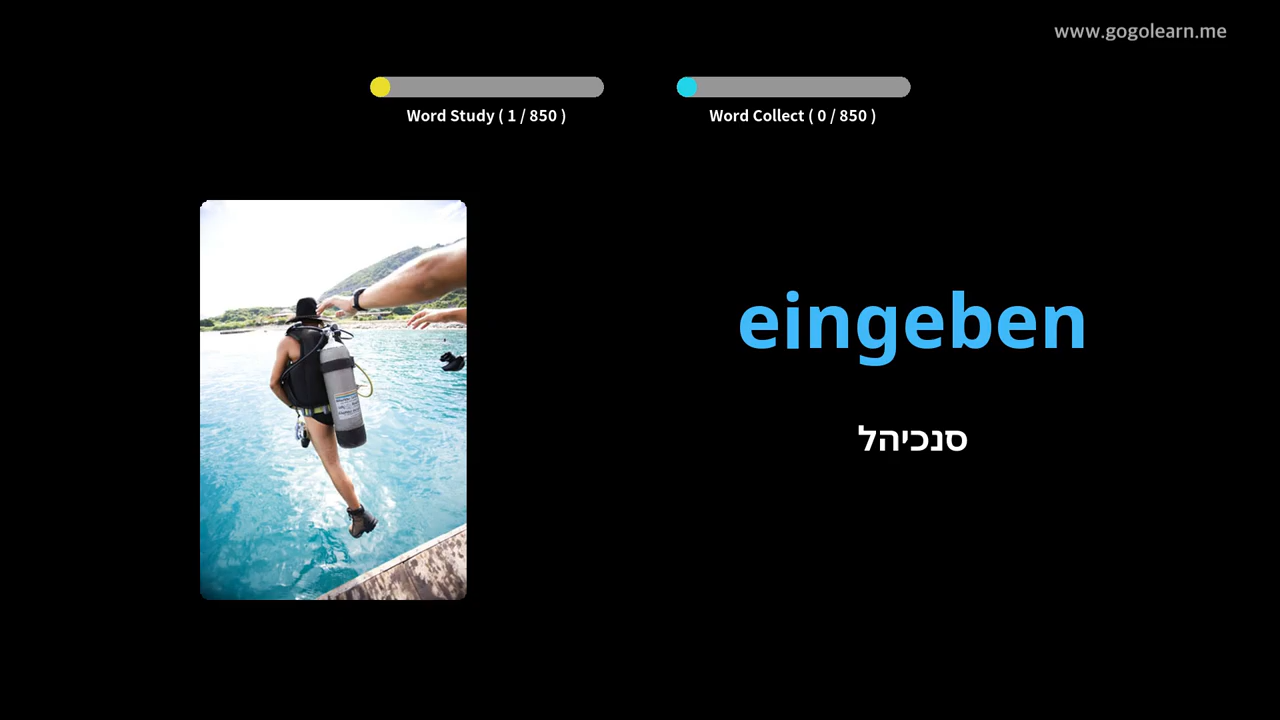 www.gogolearn.me
Word Study ( 1 / 850 )
Word Collect ( 0 / 850 )
eingeben
סנכיהל